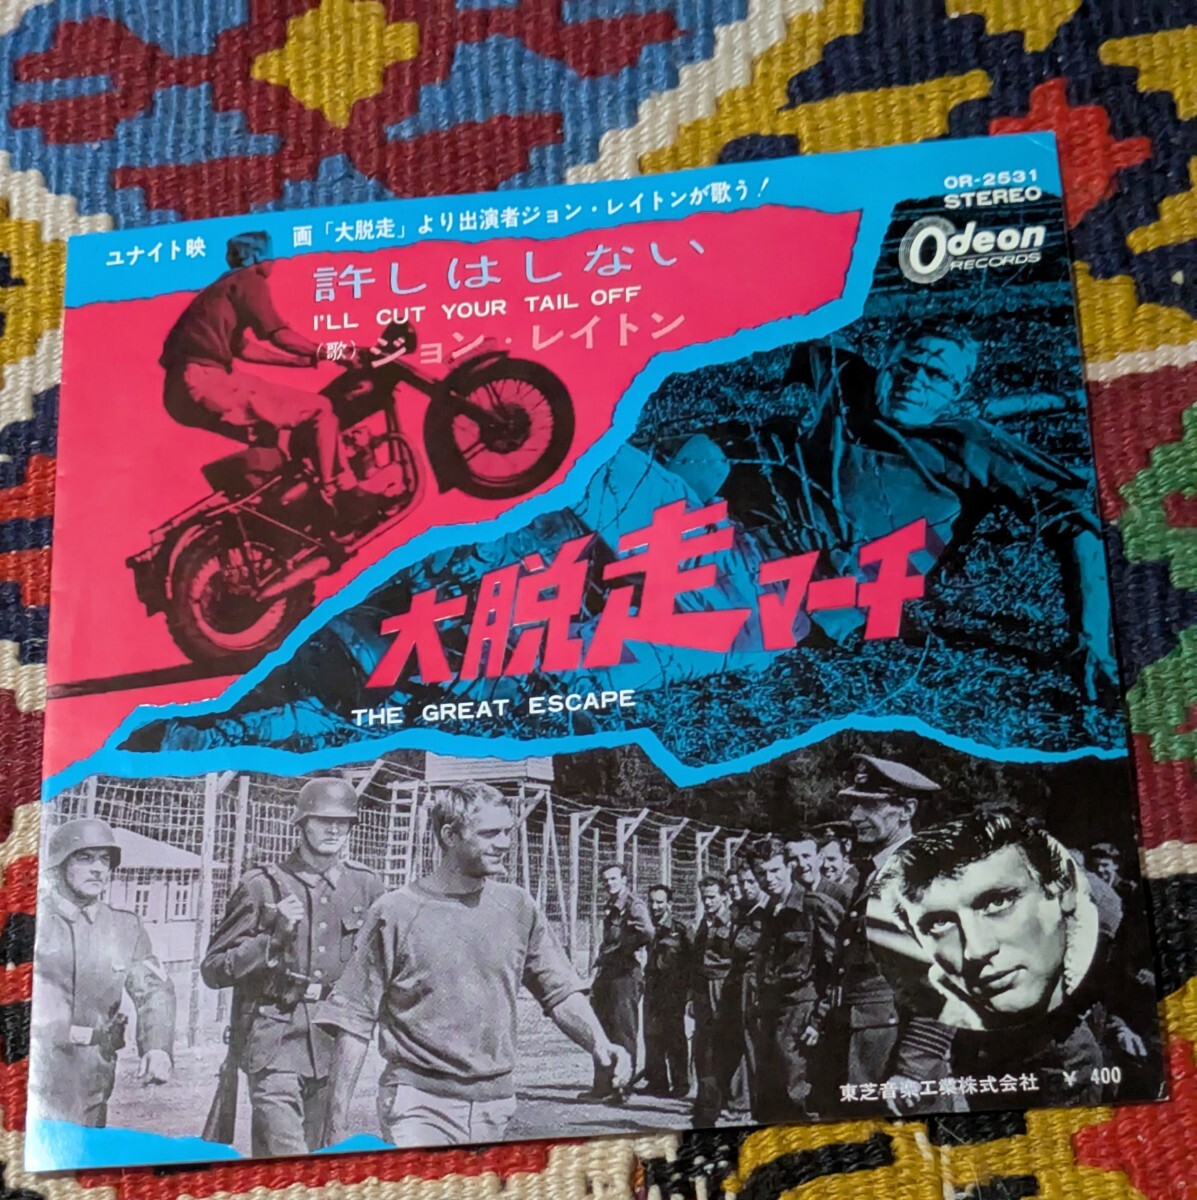 OR-2531
STEREO
Odeon
RECORDS
ユナイト映画「大脱走」より出演者ジョン・レイトンが歌う!
許しはしない
I'LL CUT YOUR TAIL OFF
(歌) ジョン・レイトン
大脱走マーチ
THE GREAT ESCAPE
東芝音楽工業株式会社 ¥ 400